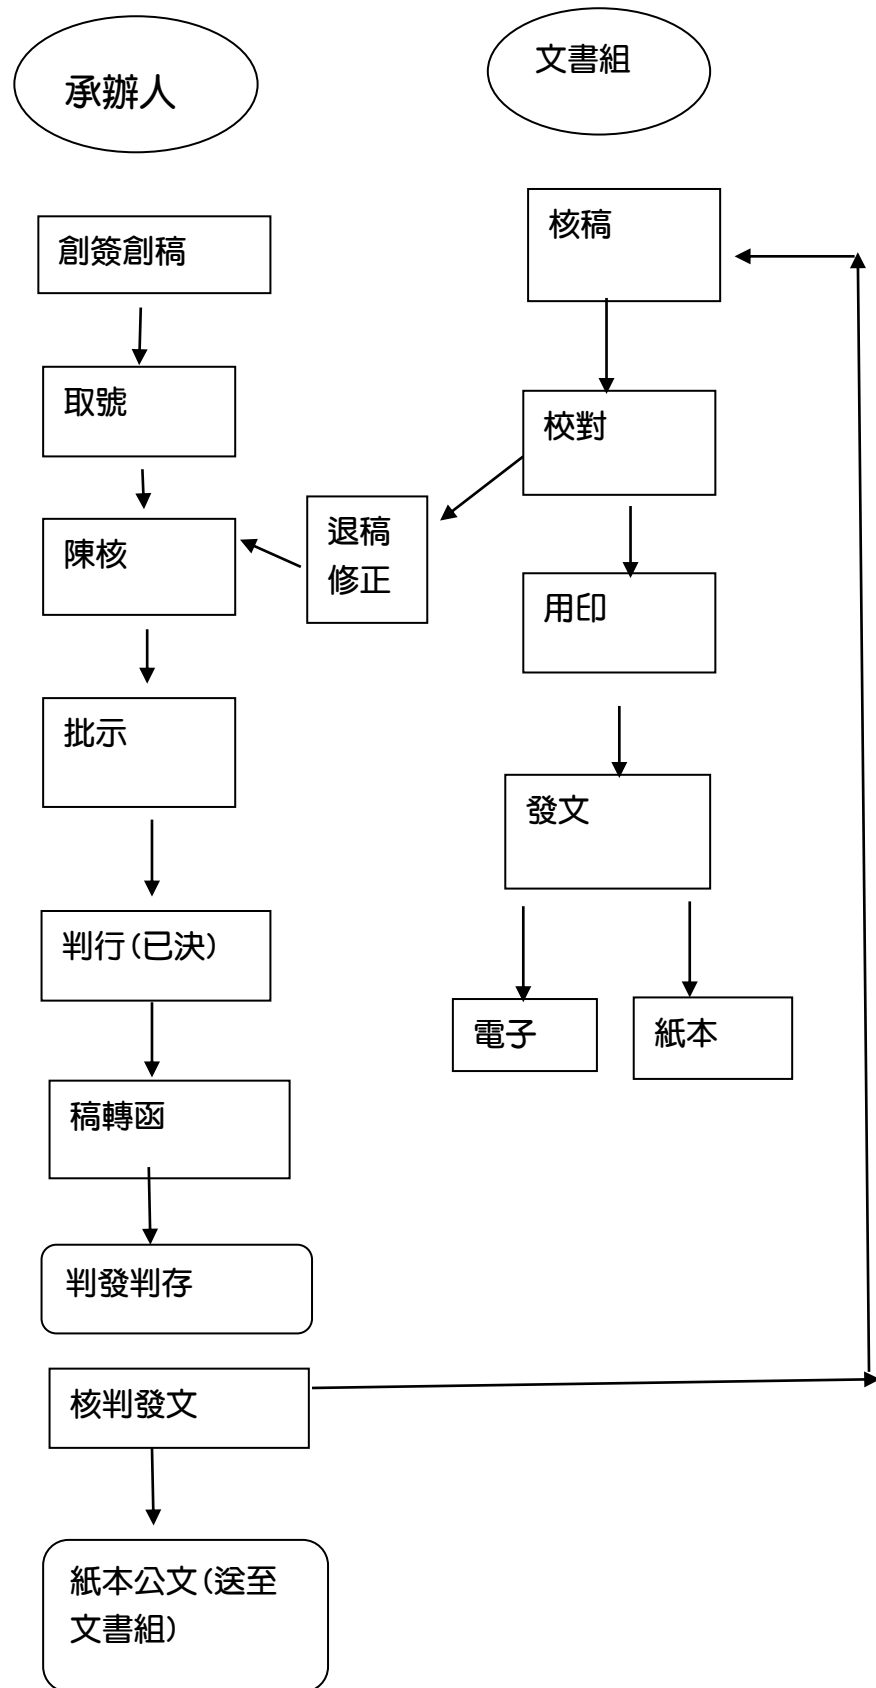 承辦人
創簽創稿
取號
陳核
批示
判行(已決)
稿轉函
判發判存
核判發文
紙本公文(送至
文書組)
退稿
修正
文書組
核稿
校對
用印
發文
電子
紙本